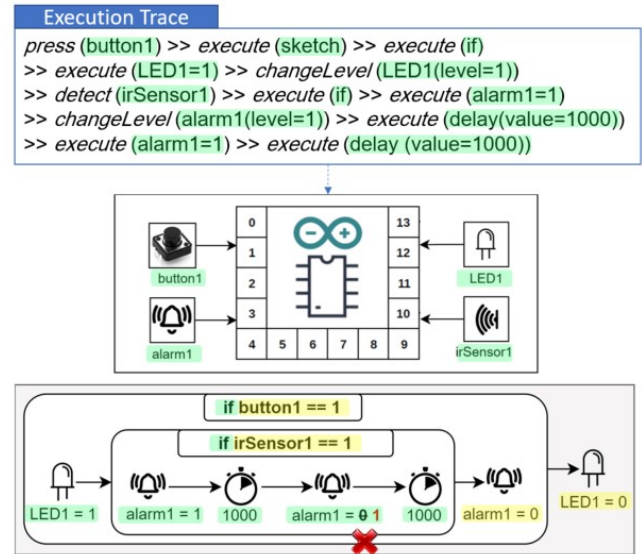 Execution Trace
press (button1) >> execute (sketch) >> execute (if)
>> execute (LED1=1) >> changeLevel (LED1(level=1))
>> detect (irSensor1) >> execute (if) >> execute (alarm1=1)
>> changeLevel (alarm1(level=1)) >> execute (delay(value=1000))
>> execute (alarm1=1) >> execute (delay (value=1000))
0 13
1 12
button1 LED1
2 11
3 10
alarm1 irSensor1
4 5 6 7 8 9
if button1 == 1
if irSensor1 == 1
LED1 = 1 alarm1 = 1 1000 alarm1 = 0 1 1000 alarm1 = 0 LED1 = 0